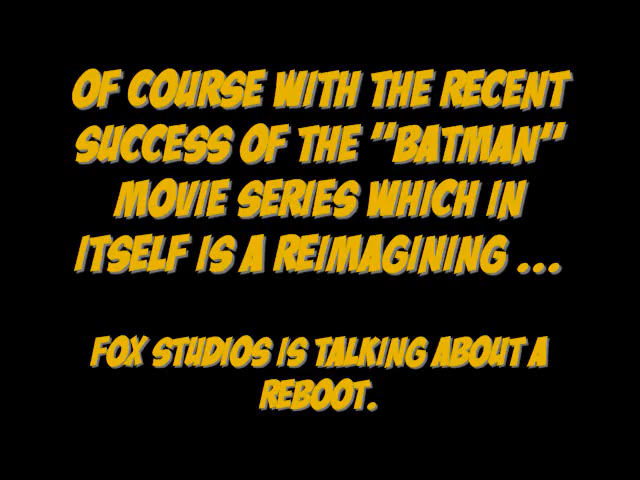 OF COURSE WITH THE RECENT
SUCCESS OF THE "BATMAN"
MOVIE SERIES WHICH IN
ITSELF IS A REIMAGINING ...
FOX STUDIOS IS TALKING ABOUT A
REBOOT.